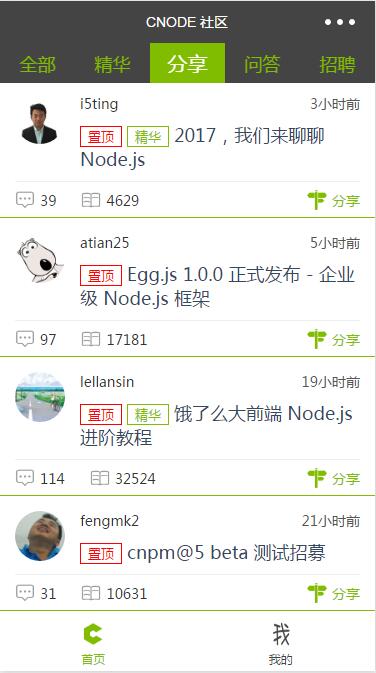 CNODE 社区
全部 精华 分享 问答 招聘
i5ting 3小时前
置顶 精华 2017，我们来聊聊
Node.js
39 4629 分享
atian25 5小时前
置顶 Egg.js 1.0.0 正式发布 - 企业
级 Node.js 框架
97 17181 分享
lellansin 19小时前
置顶 精华 饿了么大前端 Node.js
进阶教程
114 32524 分享
fengmk2 21小时前
置顶 cnpm@5 beta 测试招募
31 10631 分享
我
首页 我的